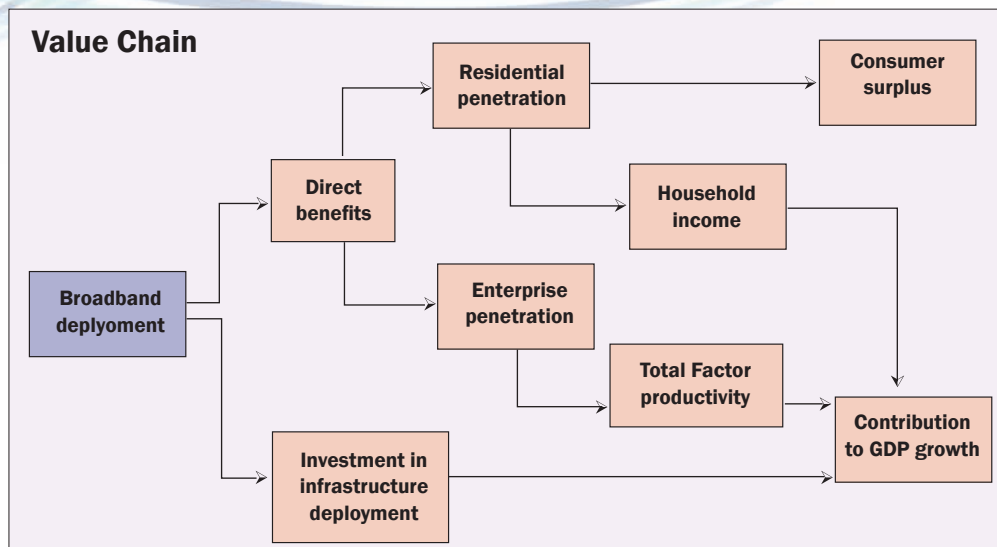 Value Chain
Residential
penetration
Consumer
surplus
Direct
benefits
Household
income
Broadband
deplyoment
Enterprise
penetration
Total Factor
productivity
Contribution
to GDP growth
Investment in
infrastructure
deployment